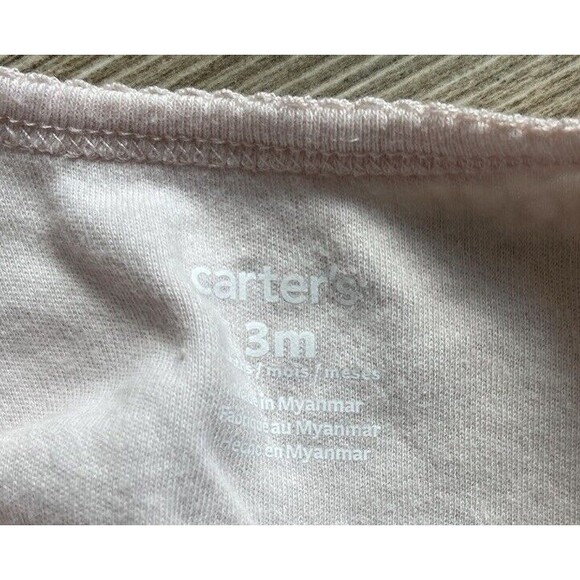 carter's
3m
/ mois / meses
in Myanmar
au Myanmar
en Myanmar